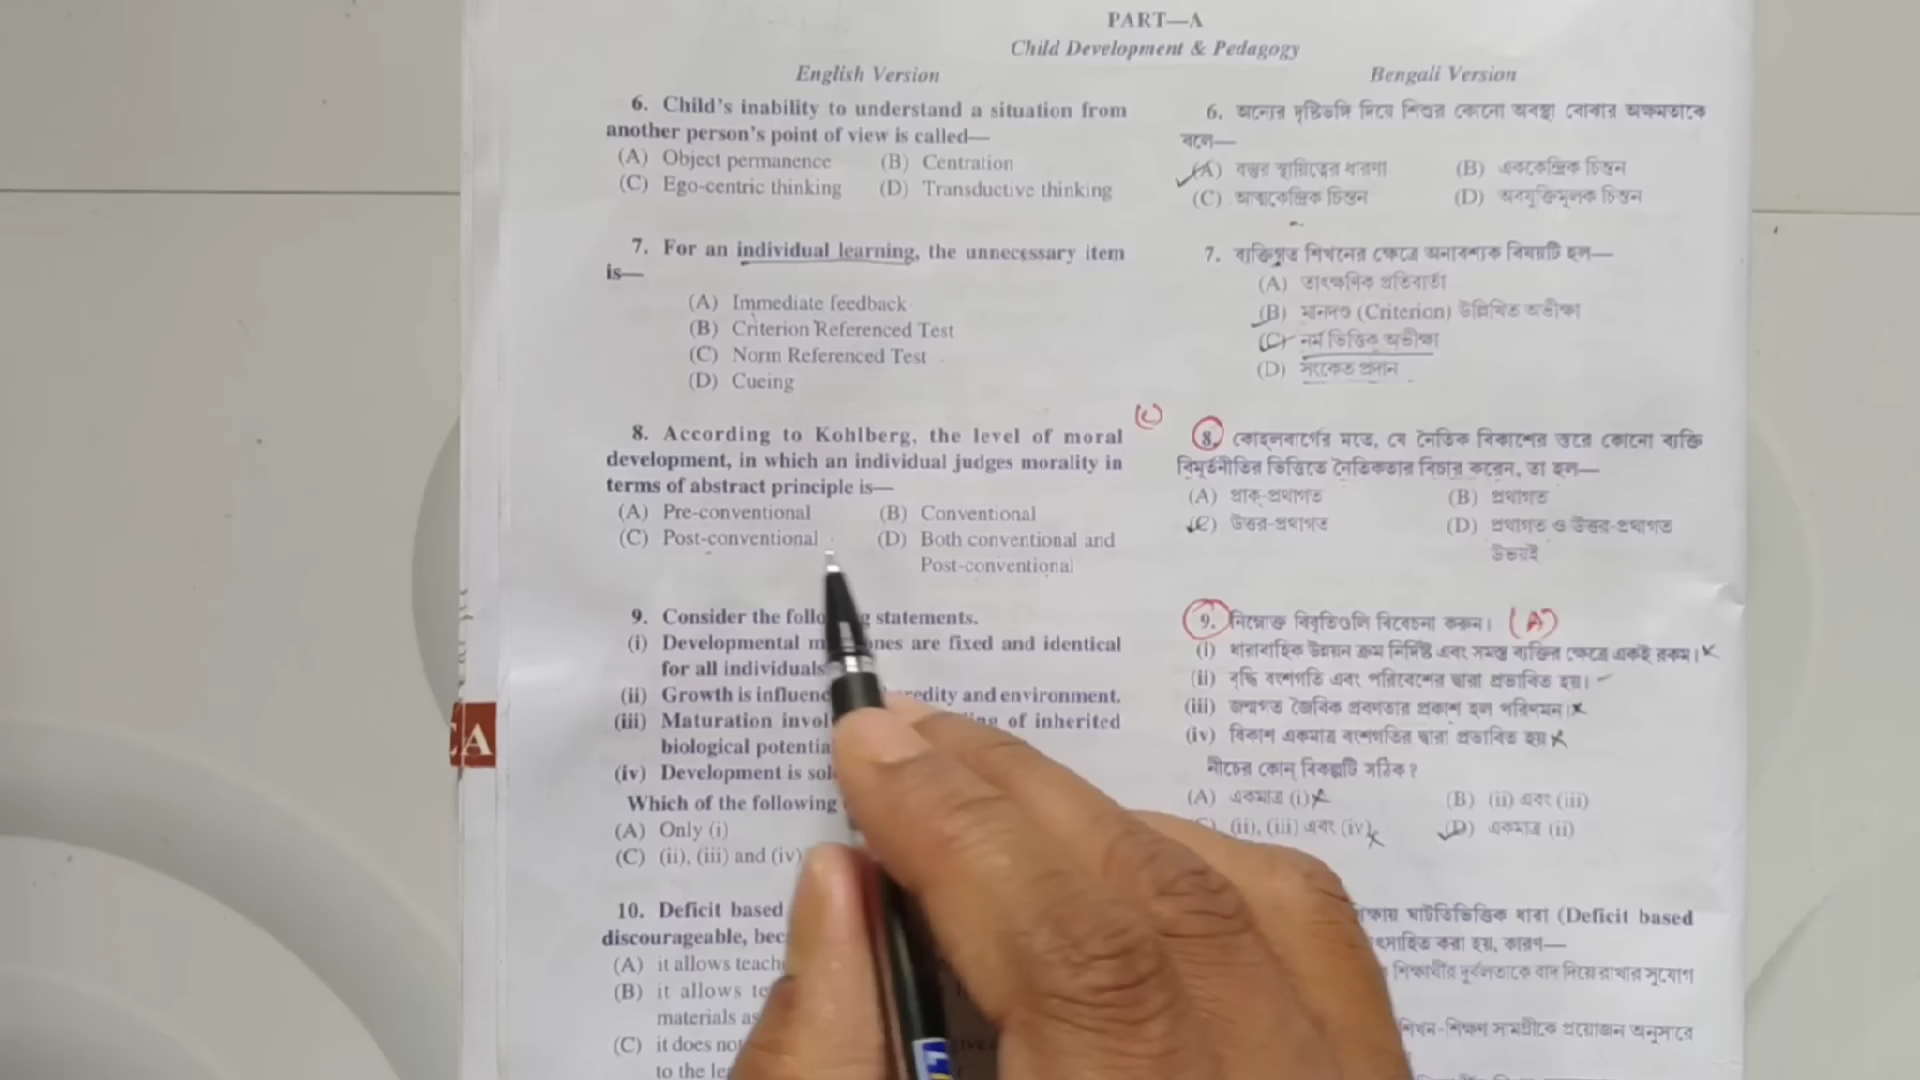 PART—A
Child Development & Pedagogy
English Version
6. Child's inability to understand a situation from
another person's point of view is called—
(A) Object permanence (B) Centration
(C) Ego-centric thinking (D) Transductive thinking
7. For an individual learning, the unnecessary item
is—
(A) Immediate feedback
(B) Criterion Referenced Test
(C) Norm Referenced Test
(D) Cueing
8. According to Kohlberg, the level of moral
development, in which an individual judges morality in
terms of abstract principle is—
(A) Pre-conventional (B) Conventional
(C) Post-conventional (D) Both conventional and
Post-conventional
9. Consider the statements.
(i) Developmental are fixed and identical
for all individuals
(ii) Growth is and environment.
(iii) Maturation of inherited
biological
(iv) Development is
Which of the following
(A) Only (i)
(C) (ii), (iii) and (iv)
10. Deficit based
discourageable,
(A) it allows
(B) it allows
materials
(C) it does
to the
Bengali Version
6. অন্যের দৃষ্টিভঙ্গি দিয়ে শিশুর কোনো অবস্থা বোঝার অক্ষমতাকে
বলে—
(A) বস্তুর স্থায়িত্বের ধারণা (B) এককেন্দ্রিক চিন্তন
(C) আত্মকেন্দ্রিক চিন্তন (D) অবযুক্তিমূলক চিন্তন
7. ব্যক্তিগত শিখনের ক্ষেত্রে অনাবশ্যক বিষয়টি হল—
(A) তাৎক্ষণিক প্রতিবার্তা
(B) মানদণ্ড (Criterion) উল্লিখিত অভীক্ষা
(C) নর্ম ভিত্তিক অভীক্ষা
(D) সংকেত প্রদান
(C)
8. কোহলবার্গের মতে, যে নৈতিক বিকাশের স্তরে কোনো ব্যক্তি
বিমূর্তনীতির ভিত্তিতে নৈতিকতার বিচার করেন, তা হল—
(A) প্রাক্-প্রথাগত (B) প্রথাগত
(C) উত্তর-প্রথাগত (D) প্রথাগত ও উত্তর-প্রথাগত
উভয়ই
9. নিম্নোক্ত বিবৃতিগুলি বিবেচনা করুন। (A)
(i) ধারাবাহিক উন্নয়ন ক্রম নির্দিষ্ট এবং সমস্ত ব্যক্তির ক্ষেত্রে একই রকম।
(ii) বৃদ্ধি বংশগতি এবং পরিবেশের দ্বারা প্রভাবিত হয়।
(iii) জন্মগত জৈবিক প্রবণতার প্রকাশ হল পরিণমন।
(iv) বিকাশ একমাত্র বংশগতির দ্বারা প্রভাবিত হয়
নীচের কোন্ বিকল্পটি সঠিক?
(A) একমাত্র (i) (B) (ii) এবং (iii)
(ii), (iii) এবং (iv) (D) একমাত্র (ii)
ঘাটতিভিত্তিক ধারা (Deficit based
করা হয়, কারণ—
শিক্ষার্থীর দুর্বলতাকে বাদ দিয়ে রাখার সুযোগ
শিখন-শিক্ষণ সামগ্রীকে প্রয়োজন অনুসারে